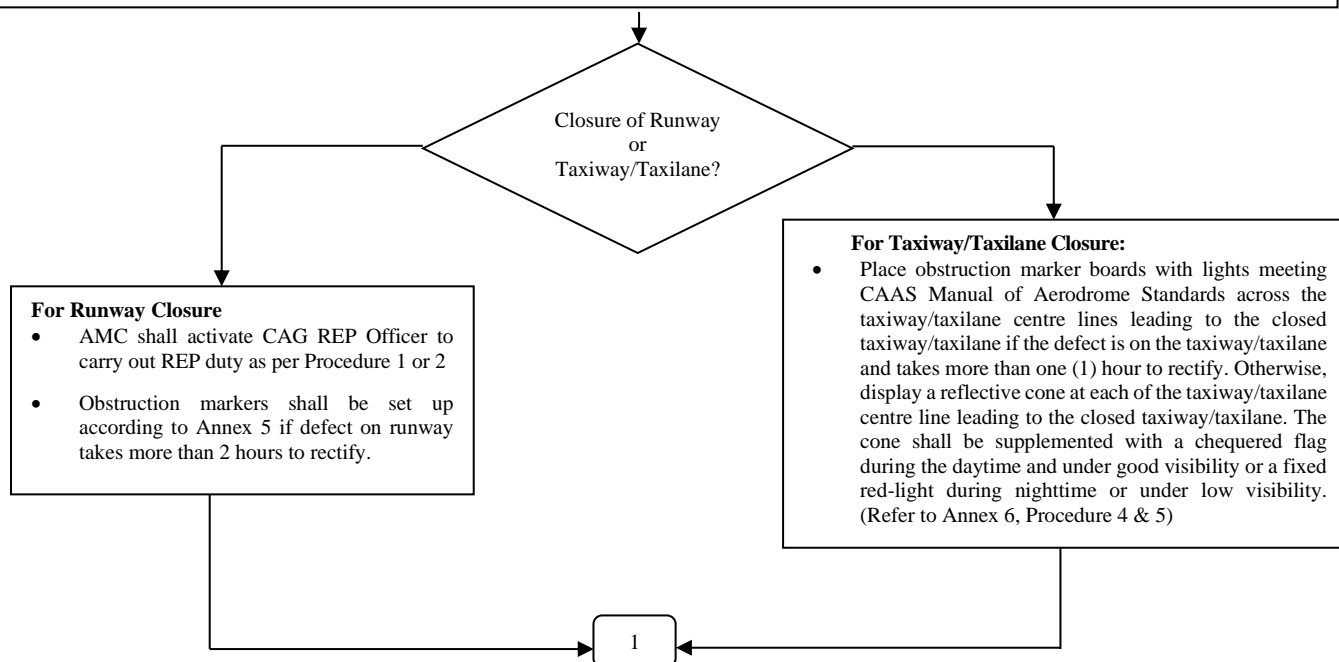 Closure of Runway
or
Taxiway/Taxilane?
For Runway Closure
• AMC shall activate CAG REP Officer to
carry out REP duty as per Procedure 1 or 2
• Obstruction markers shall be set up
according to Annex 5 if defect on runway
takes more than 2 hours to rectify.
For Taxiway/Taxilane Closure:
• Place obstruction marker boards with lights meeting
CAAS Manual of Aerodrome Standards across the
taxiway/taxilane centre lines leading to the closed
taxiway/taxilane if the defect is on the taxiway/taxilane
and takes more than one (1) hour to rectify. Otherwise,
display a reflective cone at each of the taxiway/taxilane
centre line leading to the closed taxiway/taxilane. The
cone shall be supplemented with a chequered flag
during the daytime and under good visibility or a fixed
red-light during nighttime or under low visibility.
(Refer to Annex 6, Procedure 4 & 5)
1